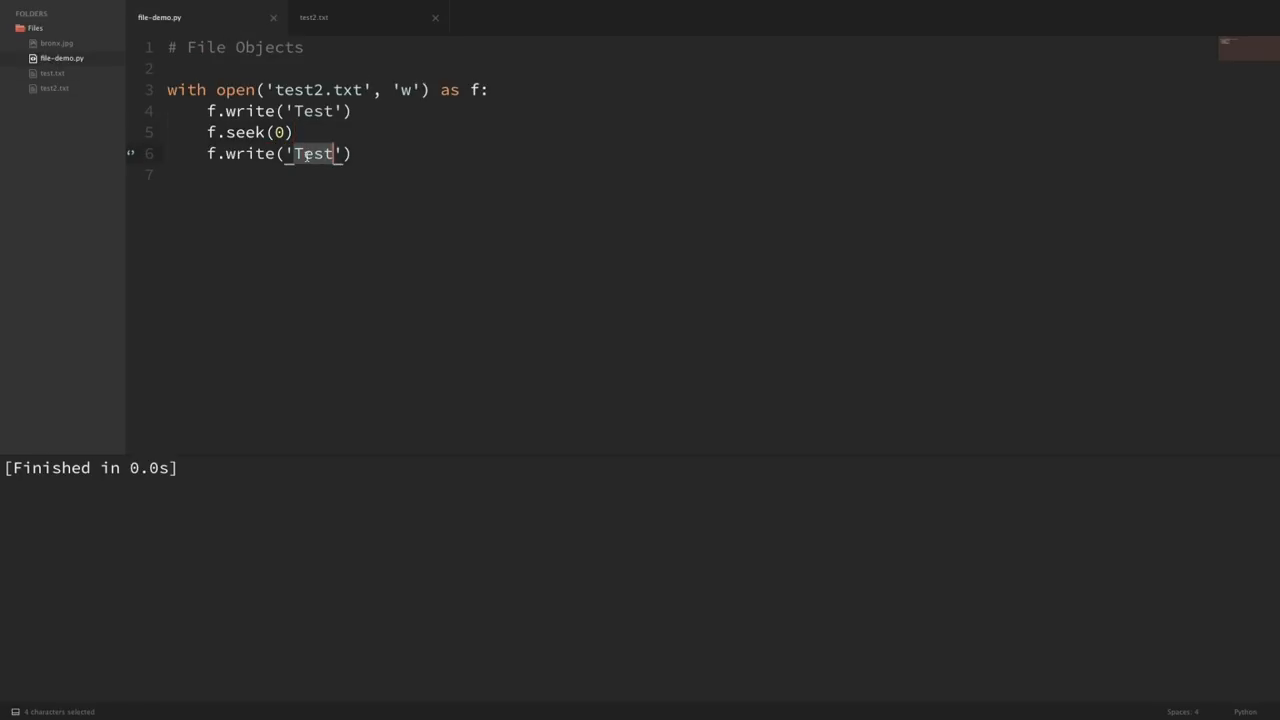 FOLDERS
Files
bronx.jpg
file-demo.py
test.txt
test2.txt
file-demo.py
test2.txt
1 # File Objects
2
3 with open('test2.txt', 'w') as f:
4     f.write('Test')
5     f.seek(0)
6     f.write('Test')
7
[Finished in 0.0s]
4 characters selected
Spaces: 4
Python